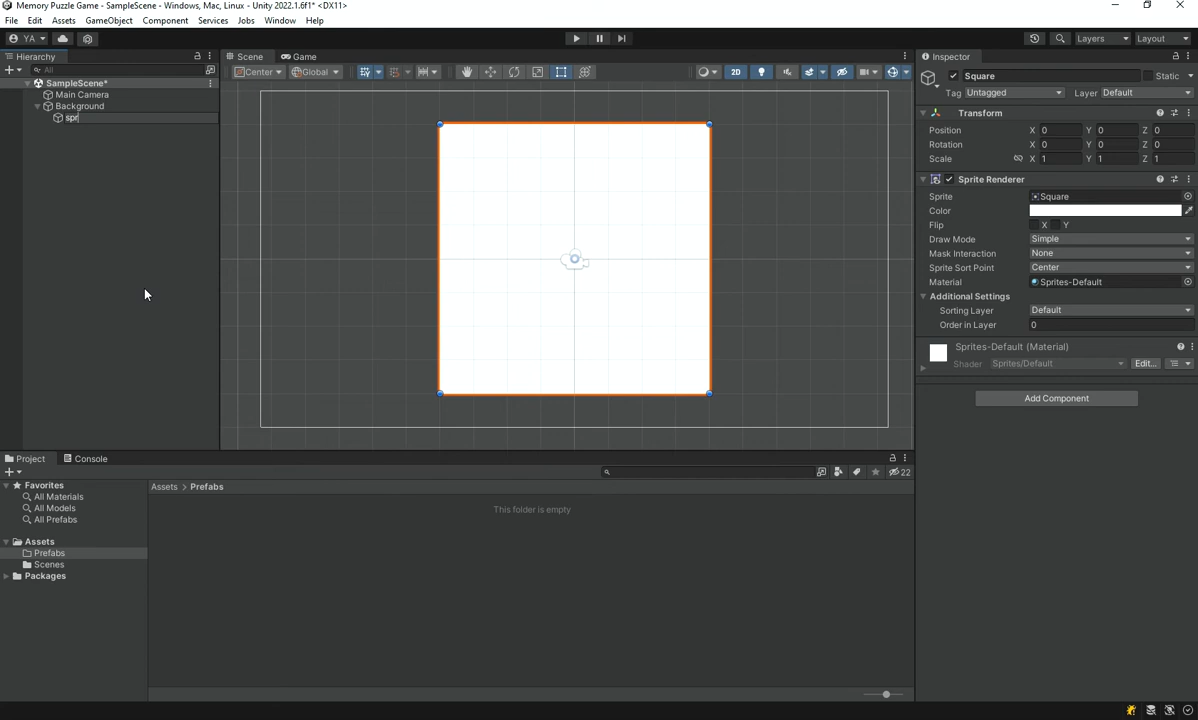 Memory Puzzle Game - SampleScene - Windows, Mac, Linux - Unity 2022.1.6f1* <DX11>
File Edit Assets GameObject Component Services Jobs Window Help
YA Layers Layout
Hierarchy Scene Game Inspector
All Center Global 2D Square Static
SampleScene* Tag Untagged Layer Default
Main Camera
Background
spr
Transform
Position X 0 Y 0 Z 0
Rotation X 0 Y 0 Z 0
Scale X 1 Y 1 Z 1
Sprite Renderer
Sprite Square
Color
Flip X Y
Draw Mode Simple
Mask Interaction None
Sprite Sort Point Center
Material Sprites-Default
Additional Settings
Sorting Layer Default
Order in Layer 0
Sprites-Default (Material)
Shader Sprites/Default Edit...
Add Component
Project Console
22
Favorites Assets > Prefabs
All Materials
All Models
All Prefabs
This folder is empty
Assets
Prefabs
Scenes
Packages